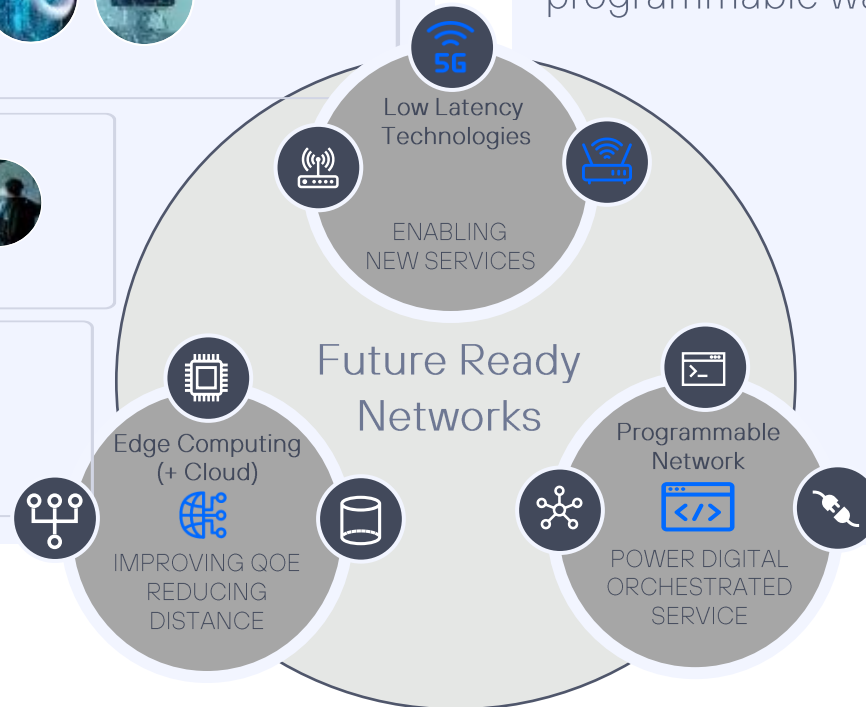 programmable
5G
Low Latency
Technologies
ENABLING
NEW SERVICES
Future Ready
Networks
Edge Computing
(+ Cloud)
IMPROVING QOE
REDUCING
DISTANCE
Programmable
Network
>_
</>
POWER DIGITAL
ORCHESTRATED
SERVICE